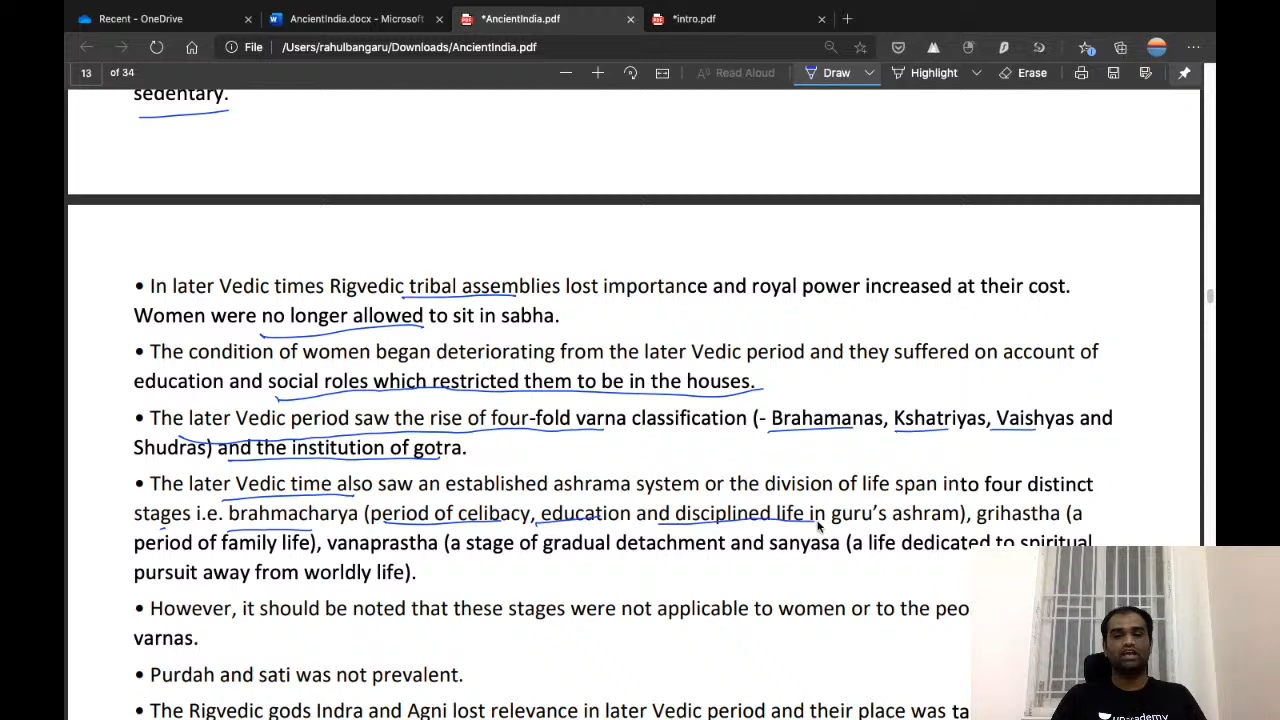 Recent - OneDrive
AncientIndia.docx - Microsoft
*AncientIndia.pdf
*intro.pdf
File
/Users/rahulbangaru/Downloads/AncientIndia.pdf
13 of 34
Read Aloud
Draw
Highlight
Erase
sedentary.
• In later Vedic times Rigvedic tribal assemblies lost importance and royal power increased at their cost.
Women were no longer allowed to sit in sabha.
• The condition of women began deteriorating from the later Vedic period and they suffered on account of
education and social roles which restricted them to be in the houses.
• The later Vedic period saw the rise of four-fold varna classification (- Brahamanas, Kshatriyas, Vaishyas and
Shudras) and the institution of gotra.
• The later Vedic time also saw an established ashrama system or the division of life span into four distinct
stages i.e. brahmacharya (period of celibacy, education and disciplined life in guru's ashram), grihastha (a
period of family life), vanaprastha (a stage of gradual detachment and sanyasa (a life dedicated to spiritual
pursuit away from worldly life).
• However, it should be noted that these stages were not applicable to women or to the peo
varnas.
• Purdah and sati was not prevalent.
• The Rigvedic gods Indra and Agni lost relevance in later Vedic period and their place was ta